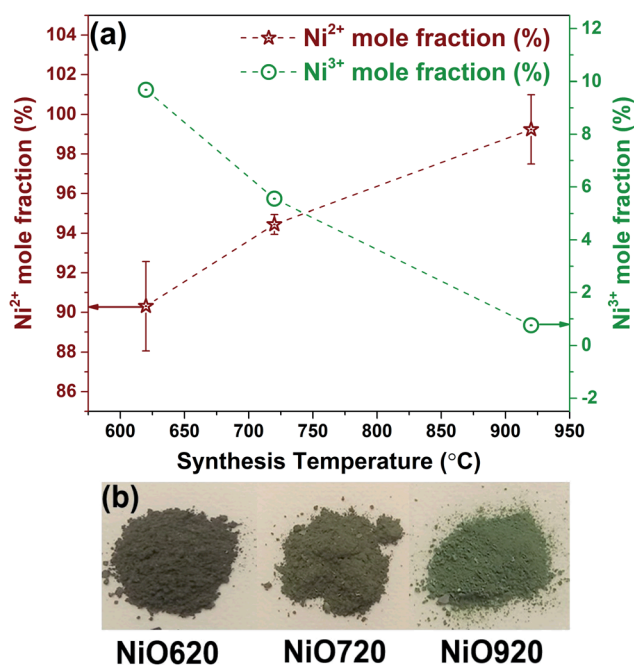 (a)
Ni2+ mole fraction (%)
Ni3+ mole fraction (%)
104
102
100
98
96
94
92
90
88
86
Ni2+ mole fraction (%)
12
10
8
6
4
2
0
-2
Ni3+ mole fraction (%)
600 650 700 750 800 850 900 950
Synthesis Temperature (°C)
(b)
NiO620 NiO720 NiO920